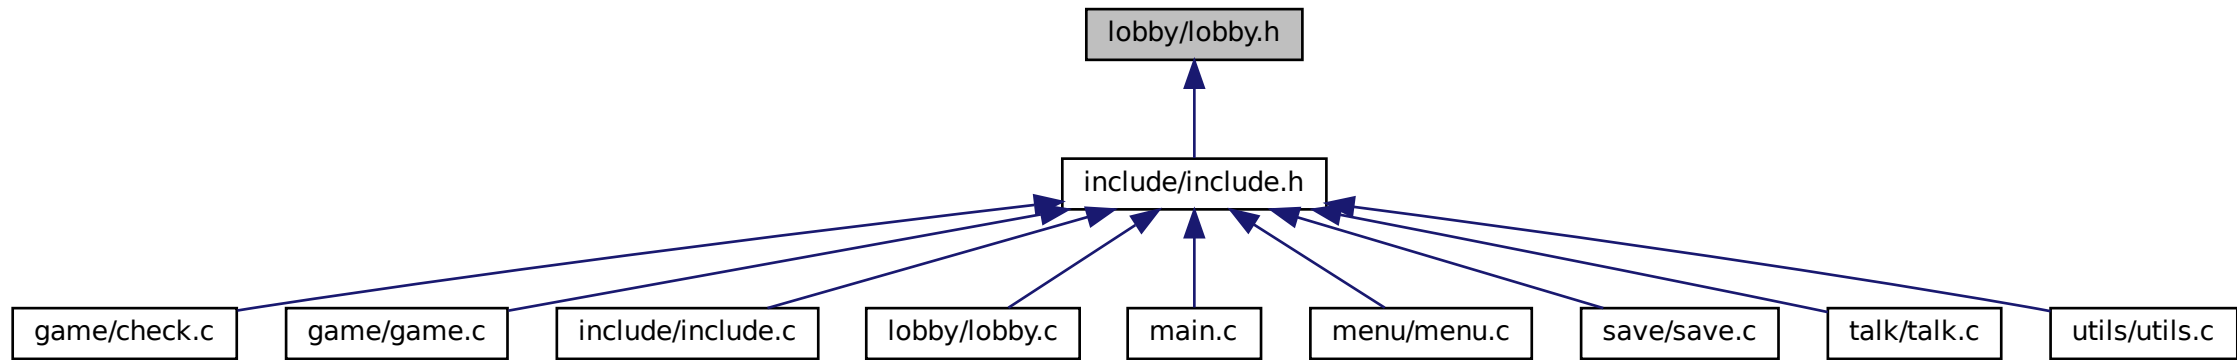 lobby/lobby.h
include/include.h
game/check.c
game/game.c
include/include.c
lobby/lobby.c
main.c
menu/menu.c
save/save.c
talk/talk.c
utils/utils.c